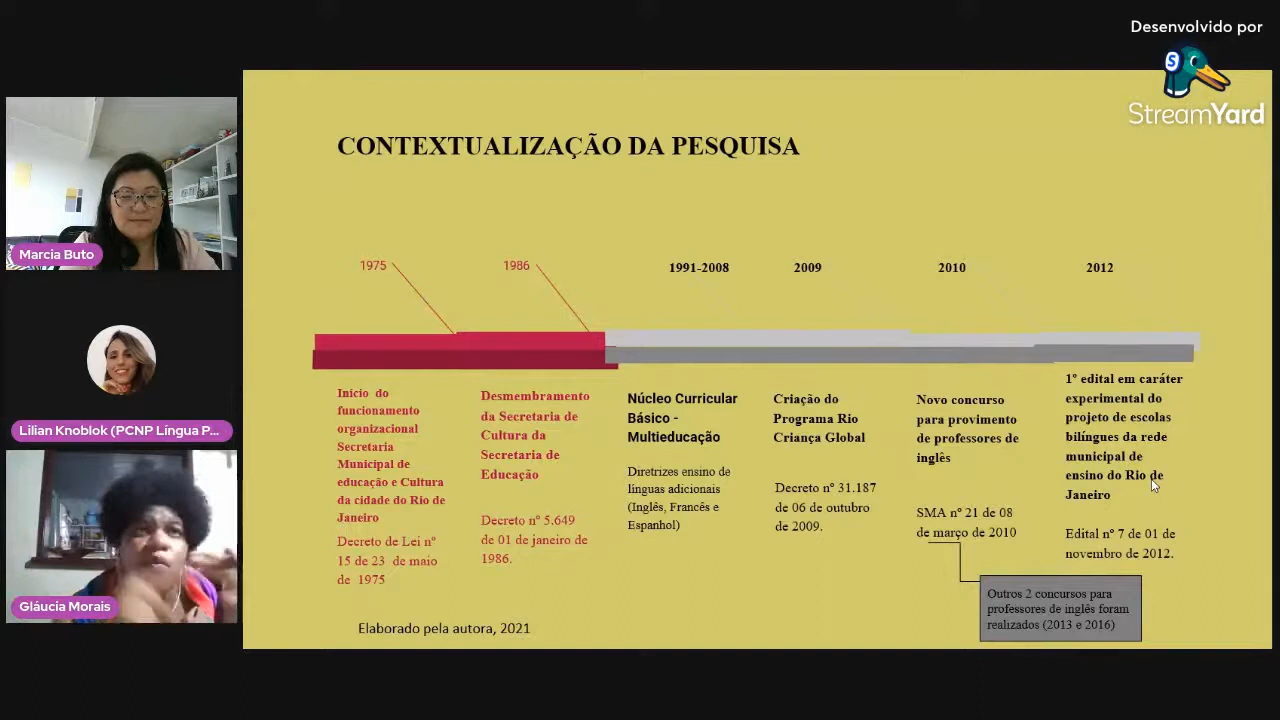 Desenvolvido por
StreamYard
CONTEXTUALIZAÇÃO DA PESQUISA
1975
1986
1991-2008
2009
2010
2012
Início do
funcionamento
organizacional
Secretaria
Municipal de
educação e Cultura
da cidade do Rio de
Janeiro
Decreto de Lei nº
15 de 23 de maio
de 1975
Desmembramento
da Secretaria de
Cultura da
Secretaria de
Educação
Decreto nº 5.649
de 01 de janeiro de
1986.
Núcleo Curricular
Básico -
Multieducação
Diretrizes ensino de
línguas adicionais
(Inglês, Francês e
Espanhol)
Criação do
Programa Rio
Criança Global
Decreto nº 31.187
de 06 de outubro
de 2009.
Novo concurso
para provimento
de professores de
inglês
SMA nº 21 de 08
de março de 2010
Outros 2 concursos para
professores de inglês foram
realizados (2013 e 2016)
1º edital em caráter
experimental do
projeto de escolas
bilíngues da rede
municipal de
ensino do Rio de
Janeiro
Edital nº 7 de 01 de
novembro de 2012.
Elaborado pela autora, 2021
Marcia Buto
Lilian Knoblok (PCNP Língua P...
Gláucia Morais